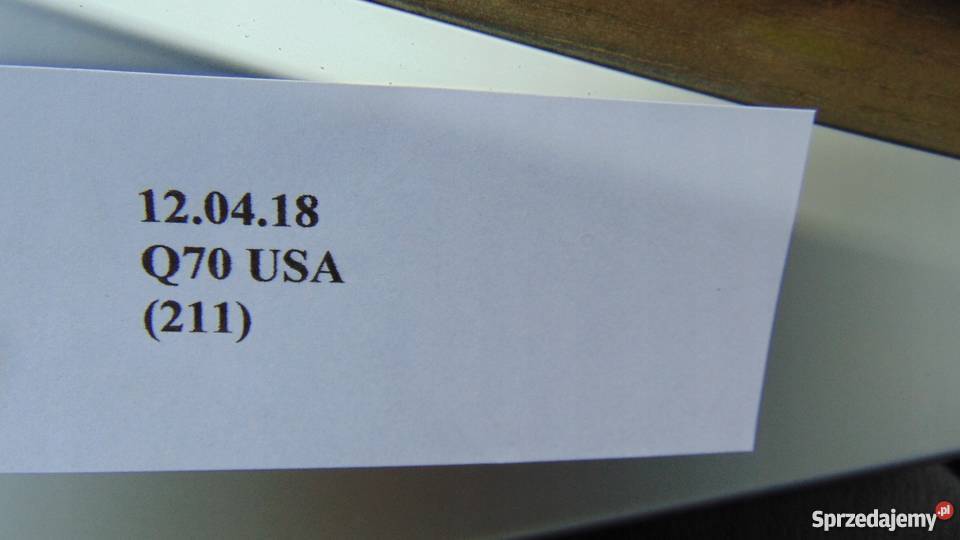 12.04.18
Q70 USA
(211)
Sprzedajemy.pl